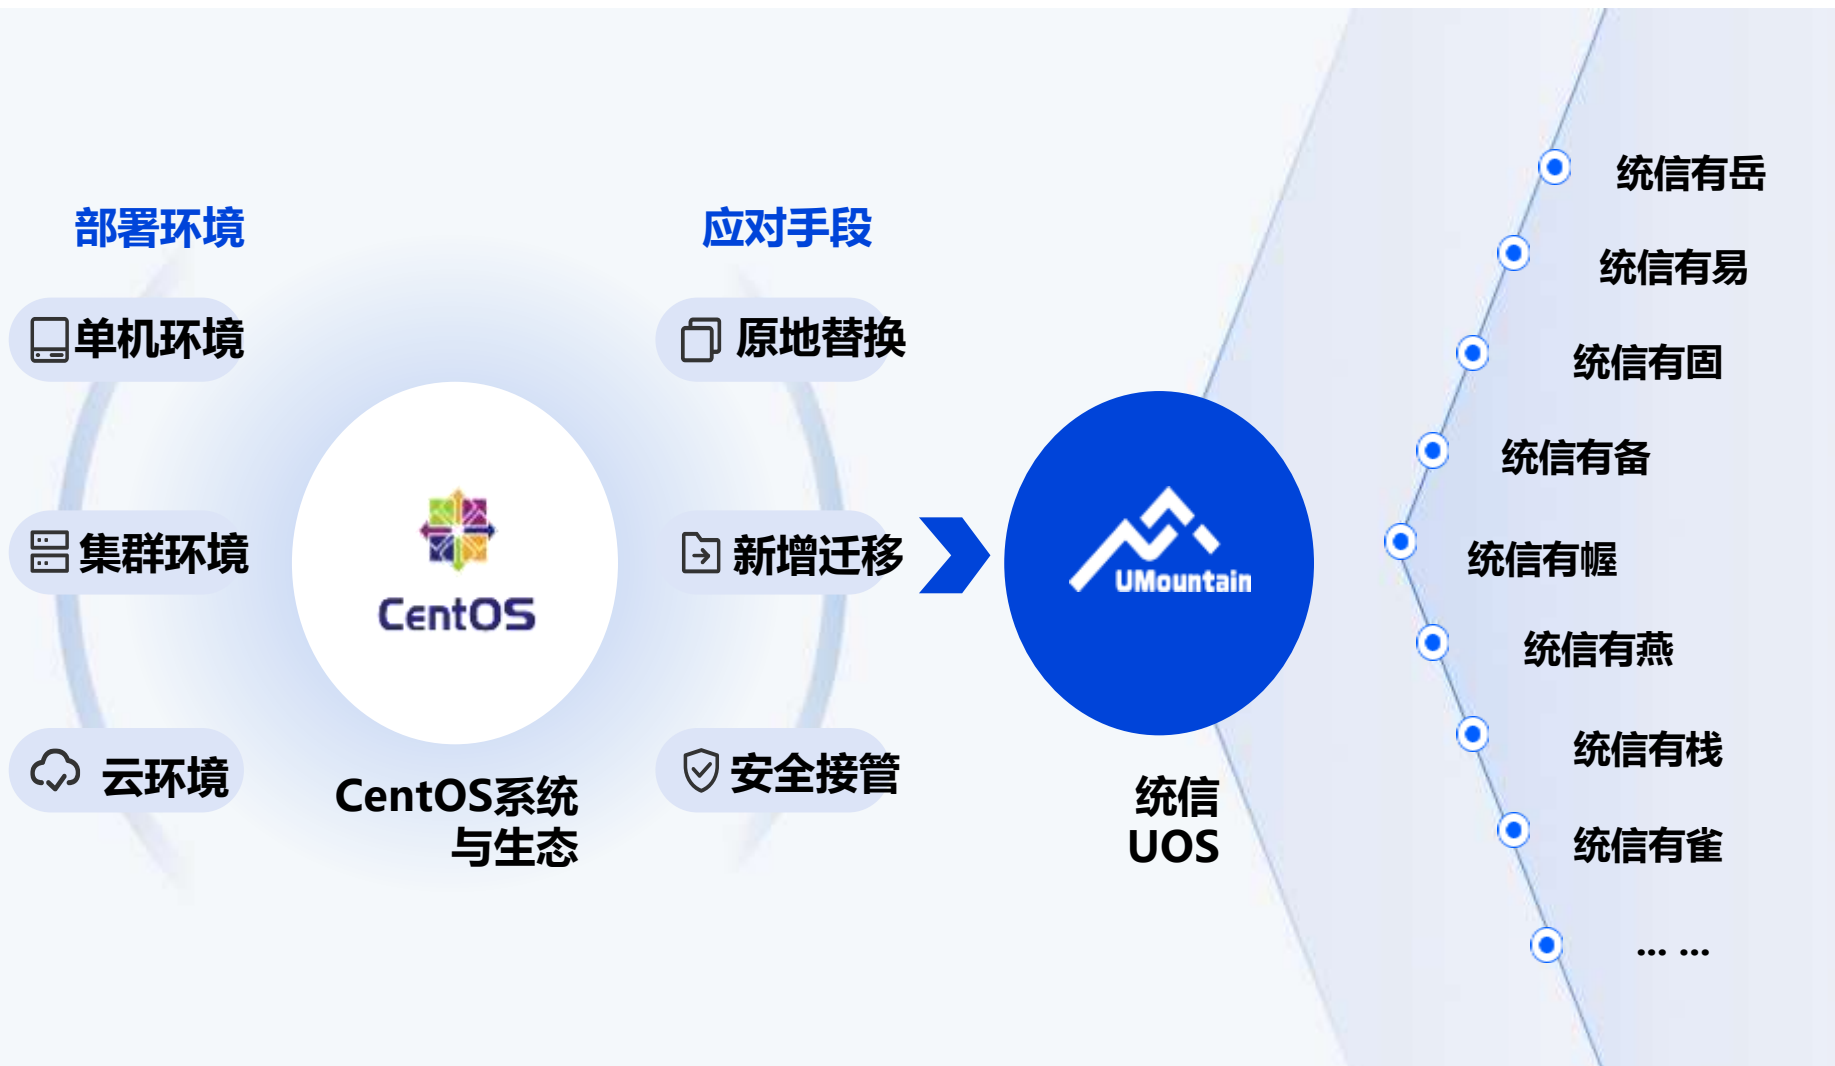 部署环境
单机环境
集群环境
云环境
CentOS
CentOS系统
与生态
应对手段
原地替换
新增迁移
安全接管
UMountain
统信
UOS
统信有岳
统信有易
统信有固
统信有备
统信有幄
统信有燕
统信有栈
统信有雀
... ...